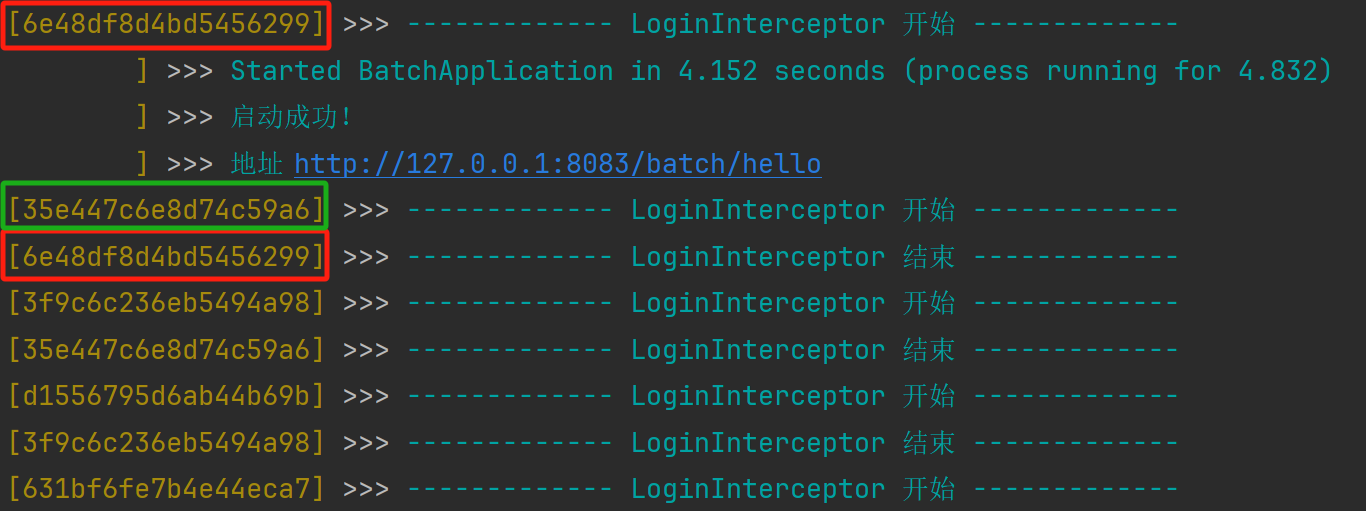 [6e48df8d4bd5456299] >>> ------------- LoginInterceptor 开始 -------------
] >>> Started BatchApplication in 4.152 seconds (process running for 4.832)
] >>> 启动成功!
] >>> 地址 http://127.0.0.1:8083/batch/hello
[35e447c6e8d74c59a6] >>> ------------- LoginInterceptor 开始 -------------
[6e48df8d4bd5456299] >>> ------------- LoginInterceptor 结束 -------------
[3f9c6c236eb5494a98] >>> ------------- LoginInterceptor 开始 -------------
[35e447c6e8d74c59a6] >>> ------------- LoginInterceptor 结束 -------------
[d1556795d6ab44b69b] >>> ------------- LoginInterceptor 开始 -------------
[3f9c6c236eb5494a98] >>> ------------- LoginInterceptor 结束 -------------
[631bf6fe7b4e44eca7] >>> ------------- LoginInterceptor 开始 -------------